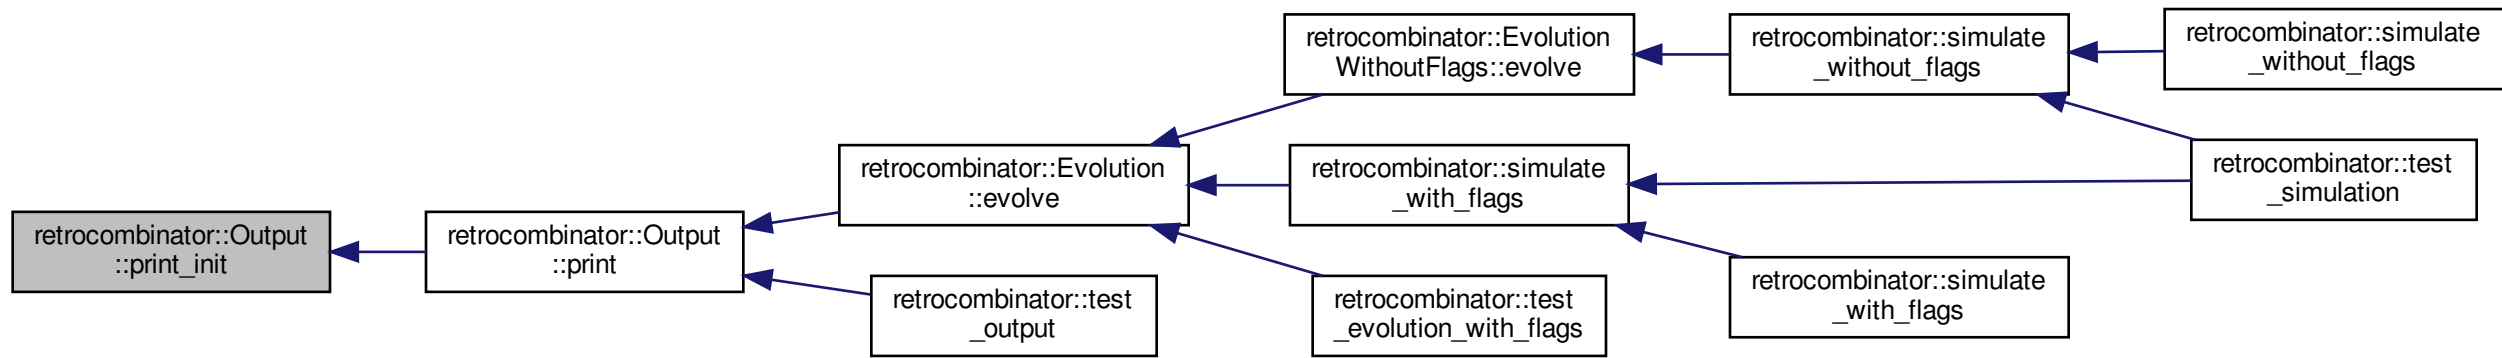 retrocombinator::Output
::print_init
retrocombinator::Output
::print
retrocombinator::Evolution
::evolve
retrocombinator::test
_output
retrocombinator::Evolution
WithoutFlags::evolve
retrocombinator::simulate
_with_flags
retrocombinator::test
_evolution_with_flags
retrocombinator::simulate
_without_flags
retrocombinator::simulate
_with_flags
retrocombinator::simulate
_without_flags
retrocombinator::test
_simulation